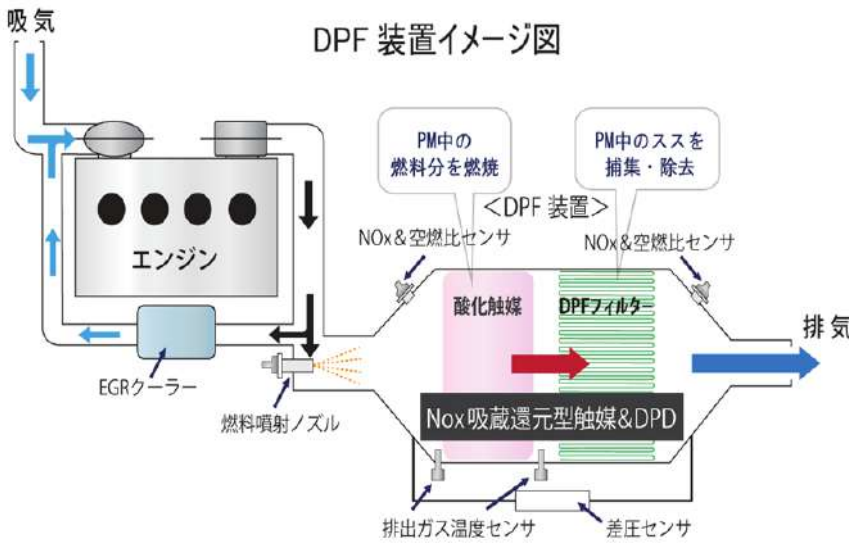 吸気
DPF 装置イメージ図
PM中の
燃料分を燃焼
PM中のススを
捕集・除去
<DPF 装置>
NOx&空燃比センサ
NOx&空燃比センサ
エンジン
酸化触媒
DPFフィルター
排気
EGRクーラー
燃料噴射ノズル
Nox 吸蔵還元型触媒&DPD
排出ガス温度センサ
差圧センサ